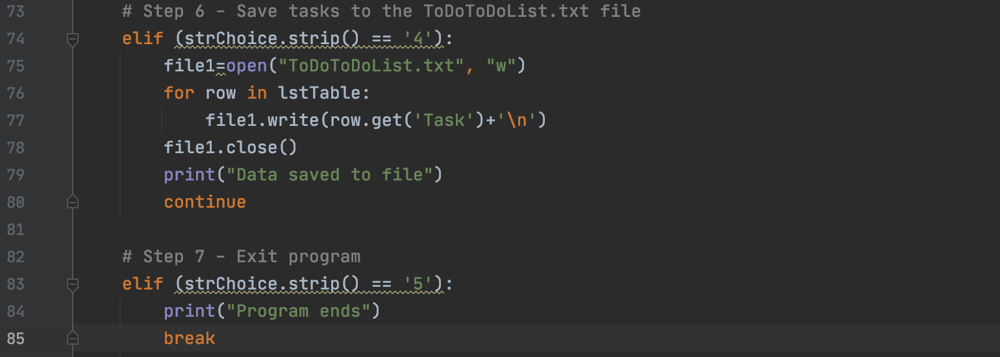 73 # Step 6 - Save tasks to the ToDoToDoList.txt file
74 elif (strChoice.strip() == '4'):
75 file1=open("ToDoToDoList.txt", "w")
76 for row in lstTable:
77 file1.write(row.get('Task')+'\n')
78 file1.close()
79 print("Data saved to file")
80 continue
81
82 # Step 7 - Exit program
83 elif (strChoice.strip() == '5'):
84 print("Program ends")
85 break